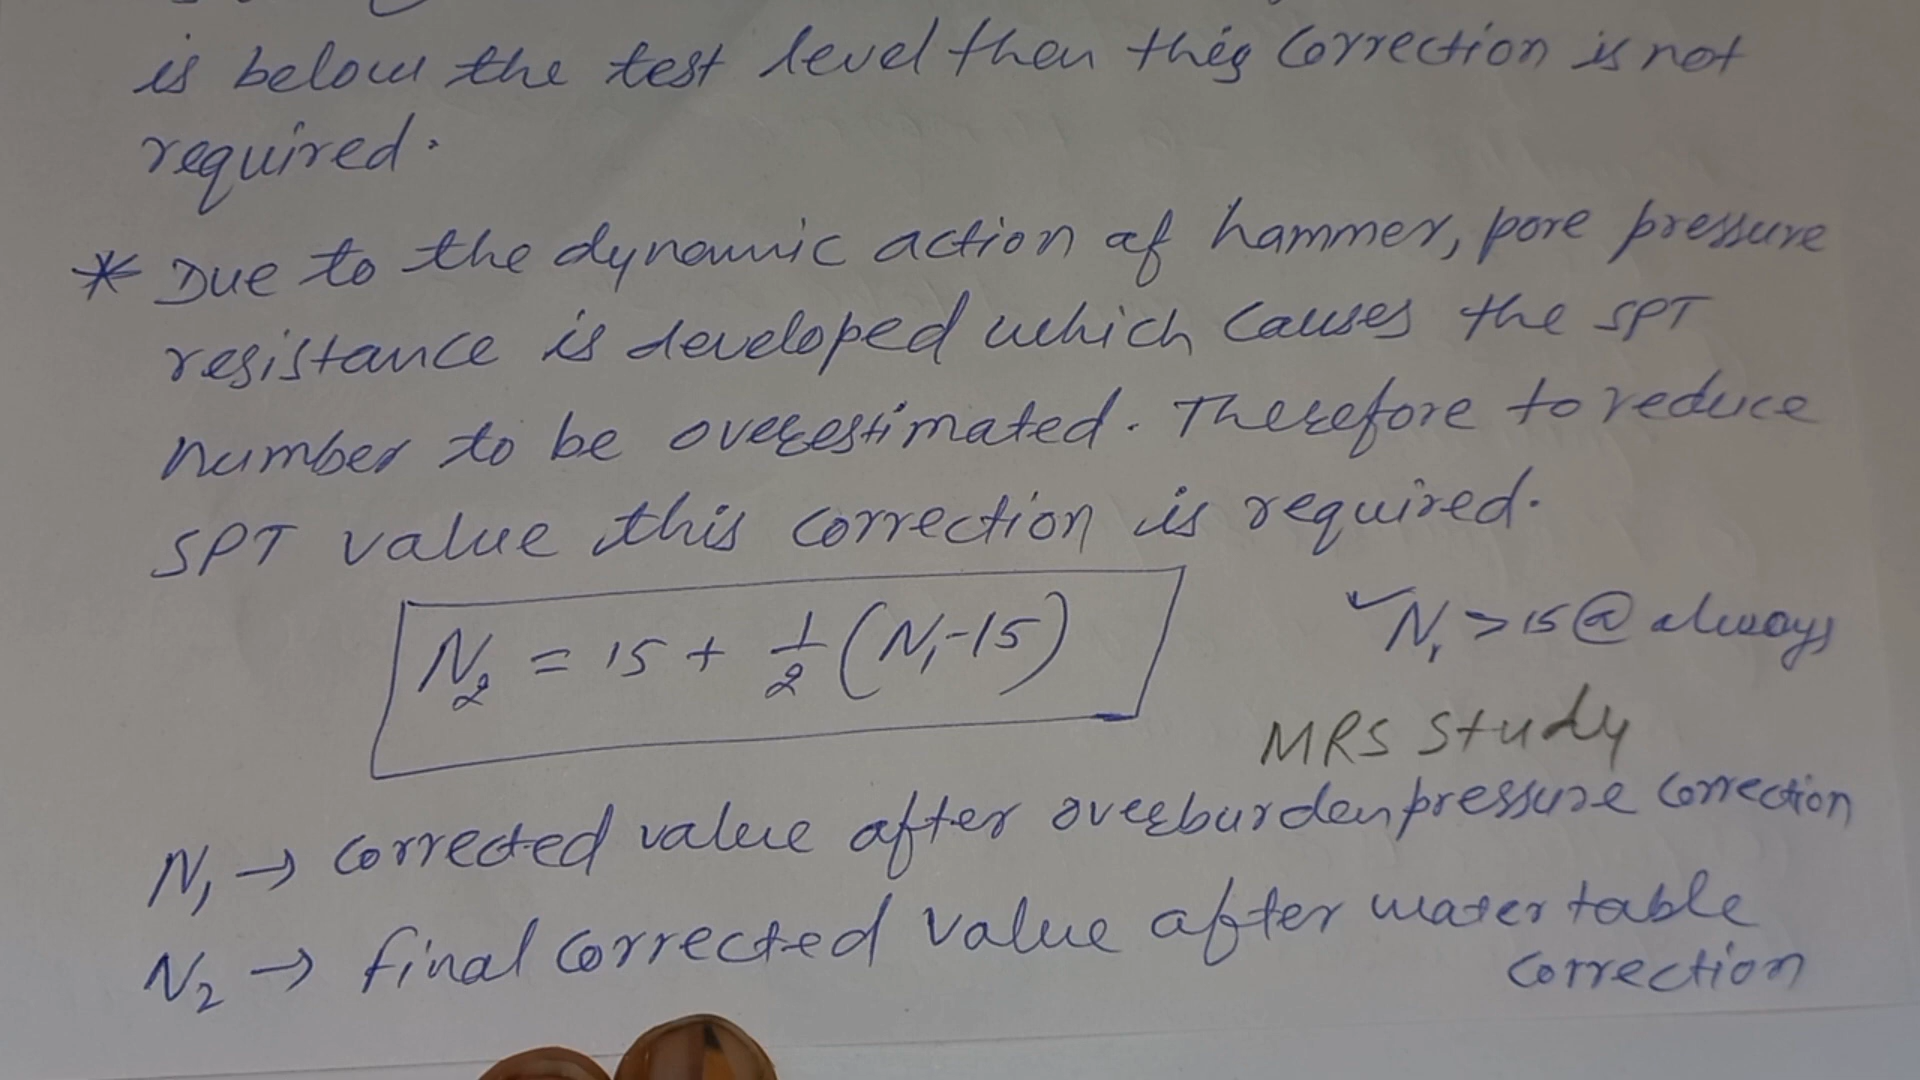 is below the test level then this correction is not
required.
* Due to the dynamic action of hammer, pore pressure
resistance is developed which causes the SPT
number to be overestimated. Therefore to reduce
SPT value this correction is required.
N₂ = 15 + 1/2 (N₁-15)
✓ N₁ > 15 @ always
MRS Study
N₁ → corrected value after overburden pressure correction
N₂ → final corrected value after water table
correction